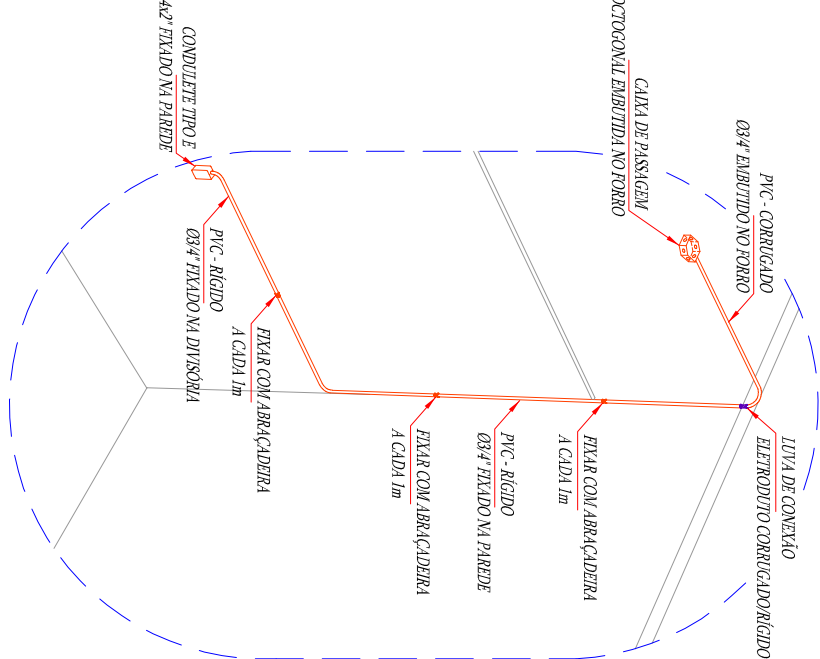 CONDULETE TIPO E
4x2" FIXADO NA PAREDE
CAIXA DE PASSAGEM
OCTOGONAL EMBUTIDA NO FORRO
PVC - CORRUGADO
Ø3/4" EMBUTIDO NO FORRO
PVC - RÍGIDO
Ø3/4" FIXADO NA DIVISÓRIA
FIXAR COM ABRAÇADEIRA
A CADA 1m
FIXAR COM ABRAÇADEIRA
A CADA 1m
PVC - RÍGIDO
Ø3/4" FIXADO NA PAREDE
FIXAR COM ABRAÇADEIRA
A CADA 1m
LUVA DE CONEXÃO
ELETRODUTO CORRUGADO/RÍGIDO